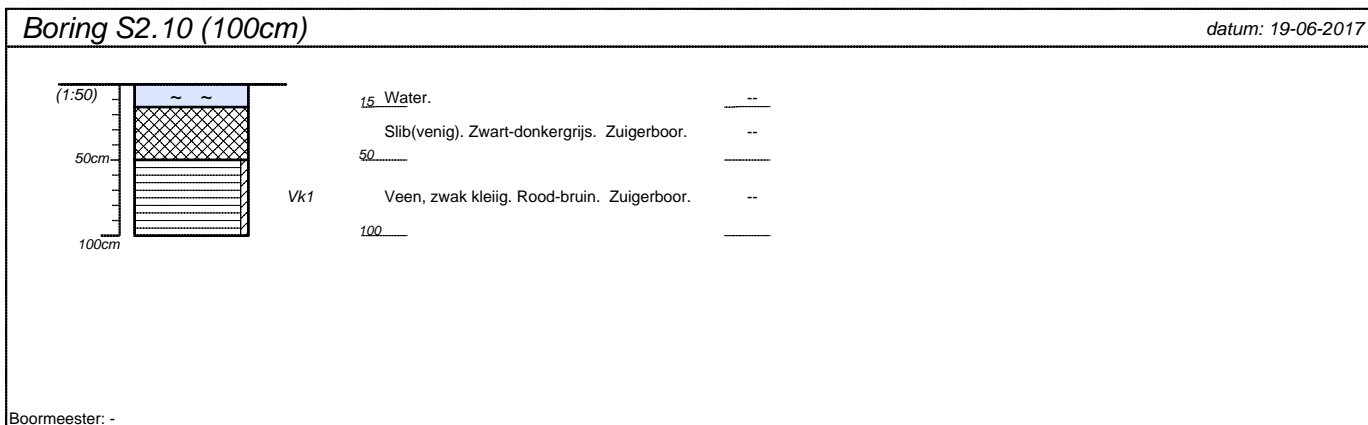 Boring S2.10 (100cm) datum: 19-06-2017
(1:50) ~ ~ 15 Water. --
Slib(venig). Zwart-donkergrijs. Zuigerboor. --
50cm 50
Vk1 Veen, zwak kleiig. Rood-bruin. Zuigerboor. --
100cm 100
Boormeester: -